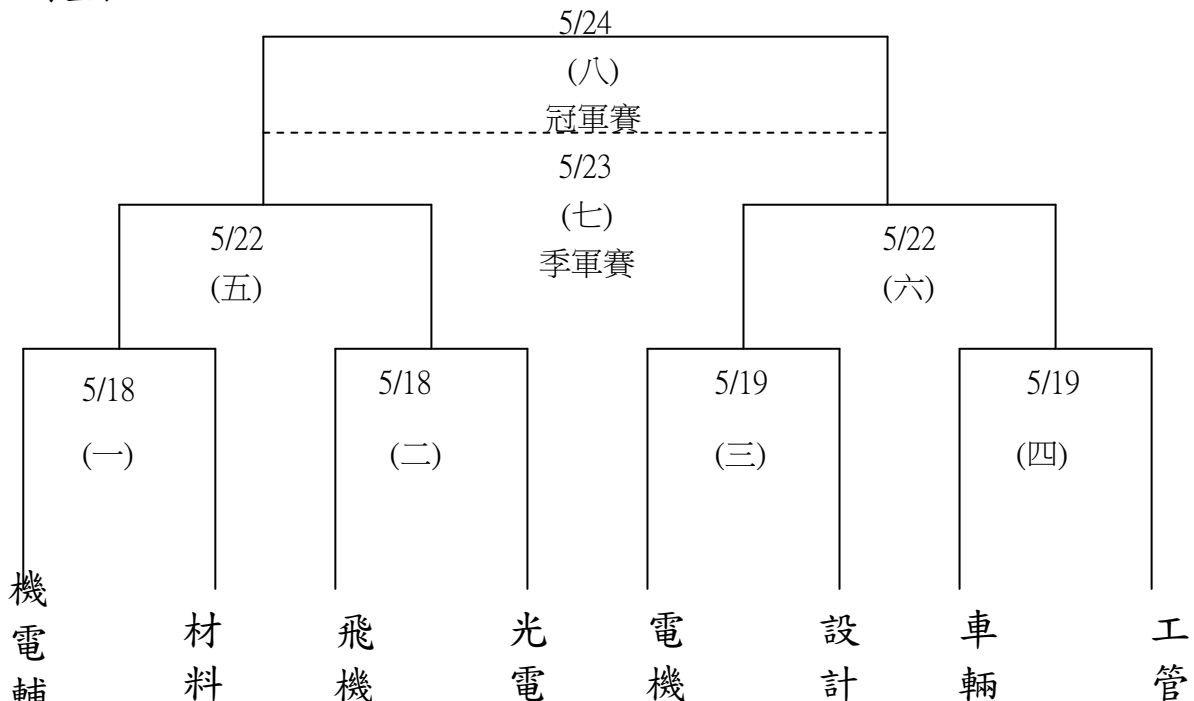 5/24
(八)
冠軍賽
5/23
(七)
季軍賽
5/22
(五)
5/22
(六)
5/18
(一)
5/18
(二)
5/19
(三)
5/19
(四)
機電輔
材料
飛機
光電
電機
設計
車輛
工管